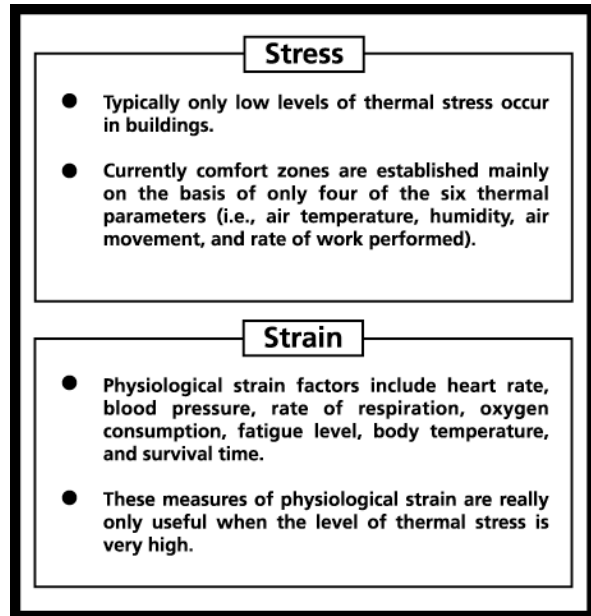 Stress
● Typically only low levels of thermal stress occur
in buildings.
● Currently comfort zones are established mainly
on the basis of only four of the six thermal
parameters (i.e., air temperature, humidity, air
movement, and rate of work performed).
Strain
● Physiological strain factors include heart rate,
blood pressure, rate of respiration, oxygen
consumption, fatigue level, body temperature,
and survival time.
● These measures of physiological strain are really
only useful when the level of thermal stress is
very high.